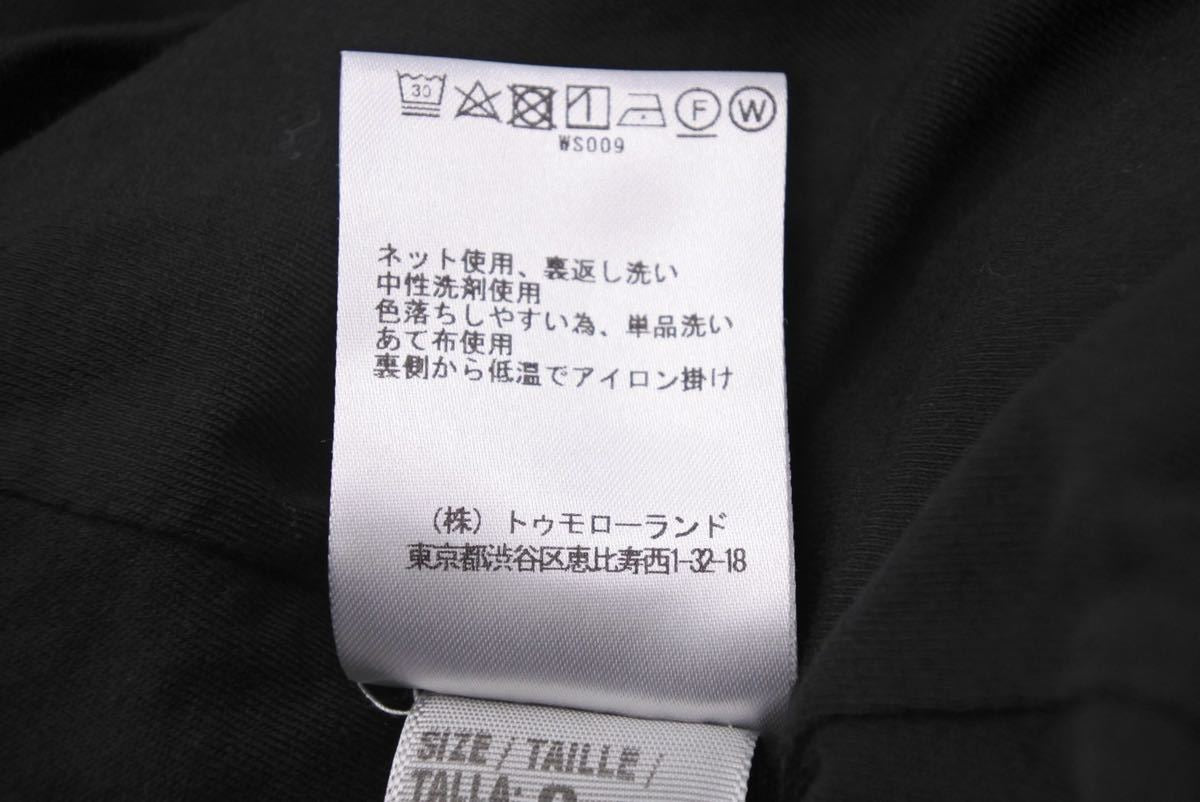 30 F W
WS009
ネット使用、裏返し洗い
中性洗剤使用
色落ちしやすい為、単品洗い
あて布使用
裏側から低温でアイロン掛け
(株)トゥモローランド
東京都渋谷区恵比寿西1-32-18
SIZE / TAILLE /
TALLA: